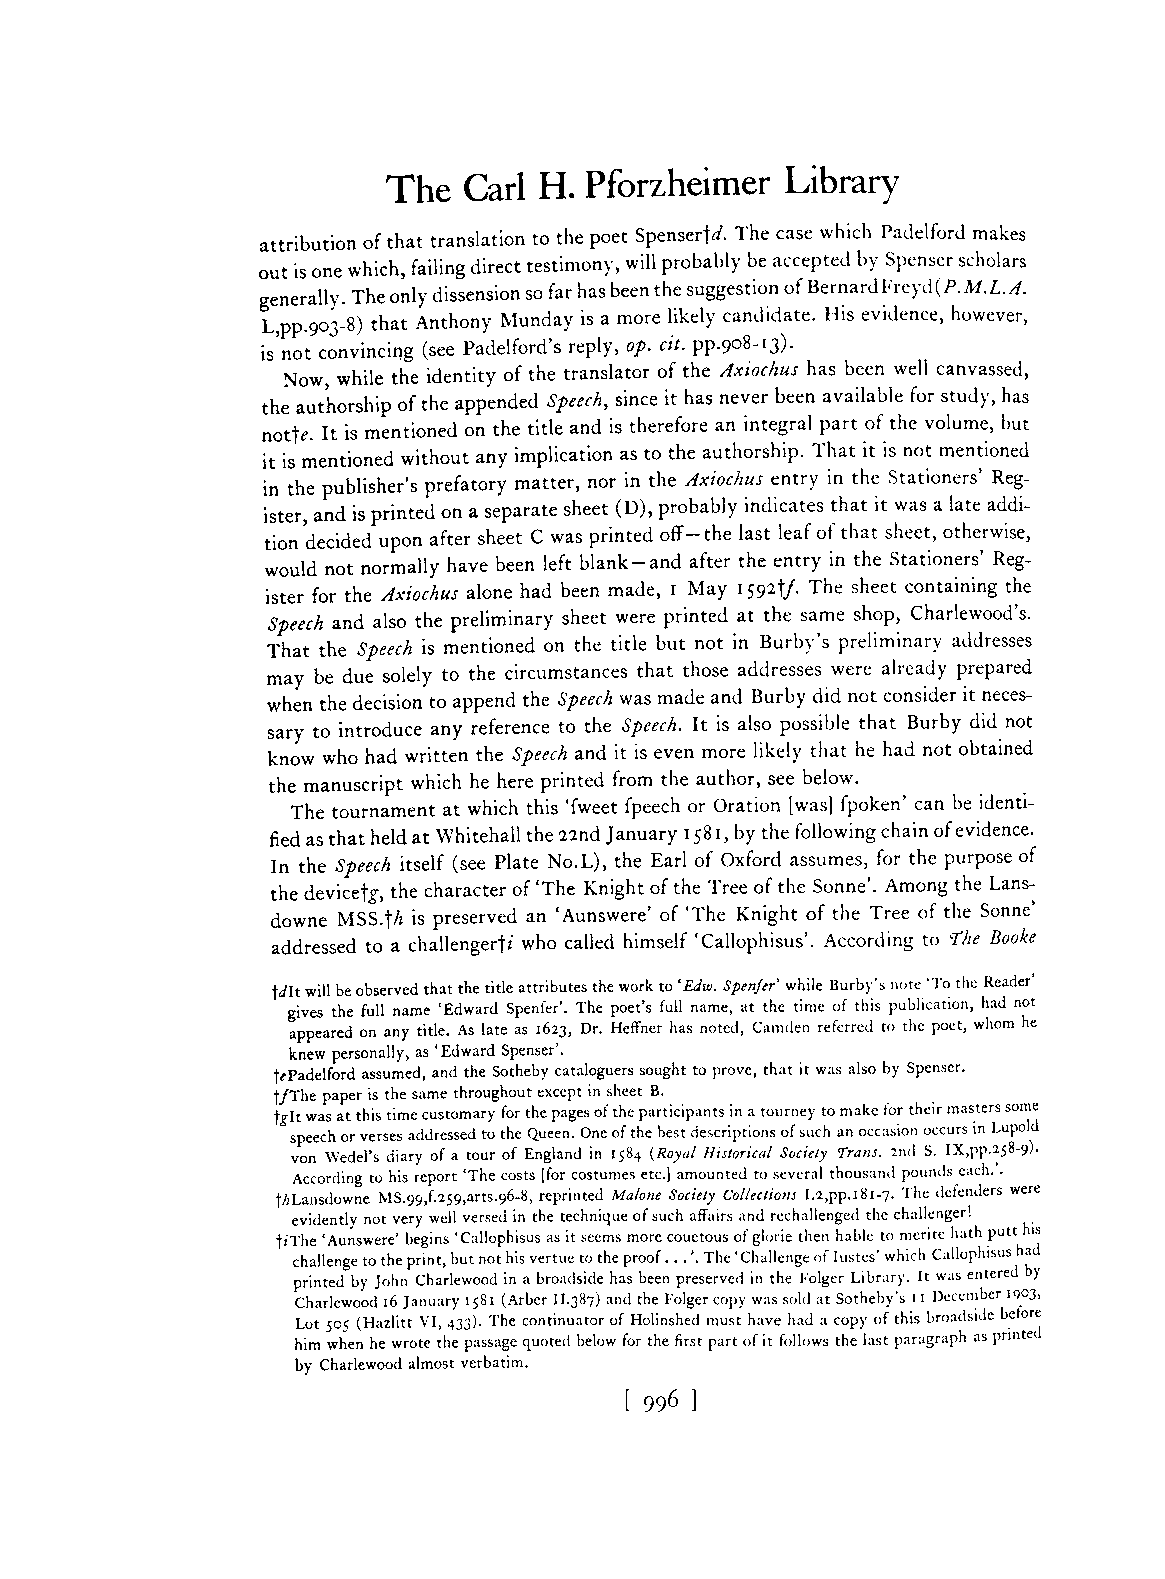 The Carl H. Pforzheimer Library
attribution of that translation to the poet Spenser†d. The case which Padelford makes
out is one which, failing direct testimony, will probably be accepted by Spenser scholars
generally. The only dissension so far has been the suggestion of Bernard Freyd (P.M.L.A.
L,pp.903-8) that Anthony Munday is a more likely candidate. His evidence, however,
is not convincing (see Padelford's reply, op. cit. pp.908-13).
Now, while the identity of the translator of the Axiochus has been well canvassed,
the authorship of the appended Speech, since it has never been available for study, has
not†e. It is mentioned on the title and is therefore an integral part of the volume, but
it is mentioned without any implication as to the authorship. That it is not mentioned
in the publisher's prefatory matter, nor in the Axiochus entry in the Stationers' Reg-
ister, and is printed on a separate sheet (D), probably indicates that it was a late addi-
tion decided upon after sheet C was printed off—the last leaf of that sheet, otherwise,
would not normally have been left blank—and after the entry in the Stationers' Reg-
ister for the Axiochus alone had been made, 1 May 1592†f. The sheet containing the
Speech and also the preliminary sheet were printed at the same shop, Charlewood's.
That the Speech is mentioned on the title but not in Burby's preliminary addresses
may be due solely to the circumstances that those addresses were already prepared
when the decision to append the Speech was made and Burby did not consider it neces-
sary to introduce any reference to the Speech. It is also possible that Burby did not
know who had written the Speech and it is even more likely that he had not obtained
the manuscript which he here printed from the author, see below.
The tournament at which this 'ſweet ſpeech or Oration [was] ſpoken' can be identi-
fied as that held at Whitehall the 22nd January 1581, by the following chain of evidence.
In the Speech itself (see Plate No.L), the Earl of Oxford assumes, for the purpose of
the device†g, the character of 'The Knight of the Tree of the Sonne'. Among the Lans-
downe MSS.†h is preserved an 'Aunswere' of 'The Knight of the Tree of the Sonne'
addressed to a challenger†i who called himself 'Callophisus'. According to The Booke
†dIt will be observed that the title attributes the work to 'Edw. Spenſer' while Burby's note 'To the Reader'
gives the full name 'Edward Spenſer'. The poet's full name, at the time of this publication, had not
appeared on any title. As late as 1623, Dr. Heffner has noted, Camden referred to the poet, whom he
knew personally, as 'Edward Spenser'.
†ePadelford assumed, and the Sotheby cataloguers sought to prove, that it was also by Spenser.
†fThe paper is the same throughout except in sheet B.
†gIt was at this time customary for the pages of the participants in a tourney to make for their masters some
speech or verses addressed to the Queen. One of the best descriptions of such an occasion occurs in Lupold
von Wedel's diary of a tour of England in 1584 (Royal Historical Society Trans. 2nd S. IX,pp.258-9).
According to his report 'The costs [for costumes etc.] amounted to several thousand pounds each.'.
†hLansdowne MS.99,f.259,arts.96-8, reprinted Malone Society Collections I.2,pp.181-7. The defenders were
evidently not very well versed in the technique of such affairs and rechallenged the challenger!
†iThe 'Aunswere' begins 'Callophisus as it seems more couetous of glorie then hable to merite hath putt his
challenge to the print, but not his vertue to the proof . . .'. The 'Challenge of Iustes' which Callophisus had
printed by John Charlewood in a broadside has been preserved in the Folger Library. It was entered by
Charlewood 16 January 1581 (Arber II.387) and the Folger copy was sold at Sotheby's 11 December 1903,
Lot 505 (Hazlitt VI, 433). The continuator of Holinshed must have had a copy of this broadside before
him when he wrote the passage quoted below for the first part of it follows the last paragraph as printed
by Charlewood almost verbatim.
[ 996 ]